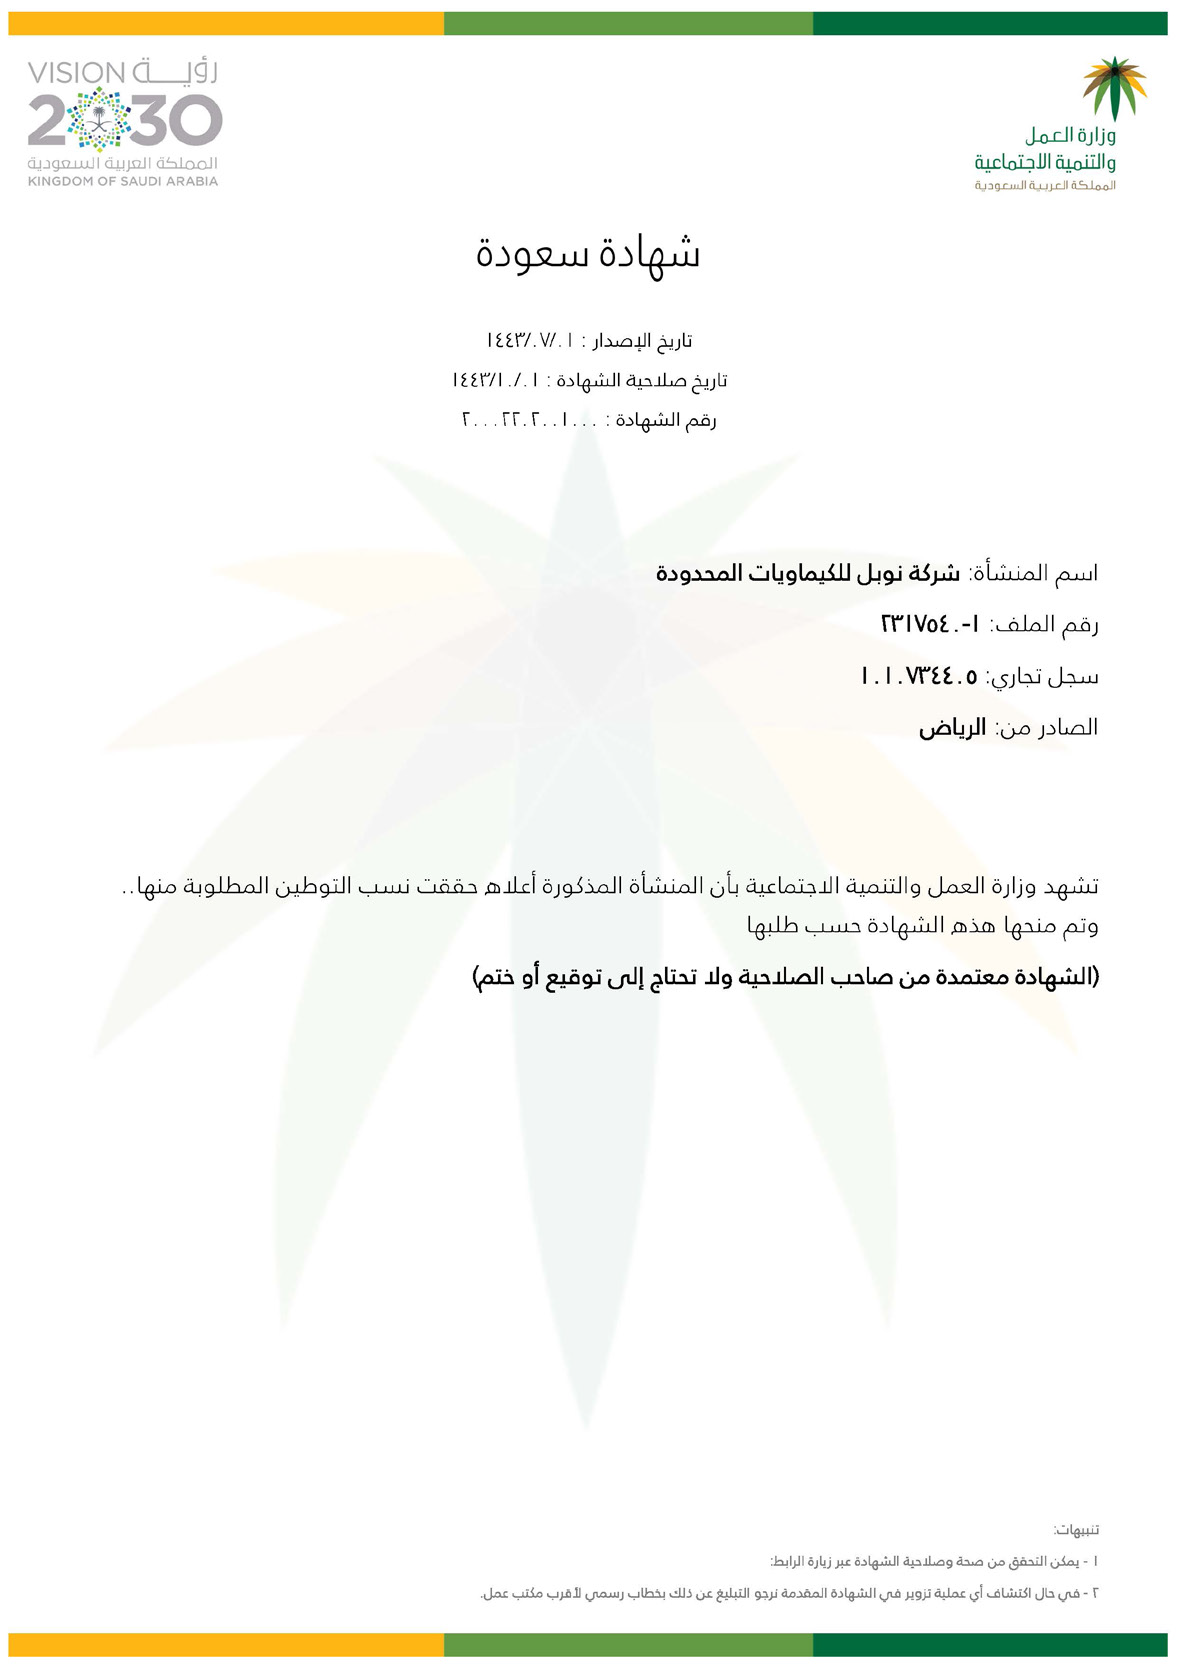 VISION رؤيـــة
2030
المملكة العربية السعودية
KINGDOM OF SAUDI ARABIA
وزارة العمل
والتنمية الاجتماعية
المملكة العربية السعودية
شهادة سعودة
تاريخ الإصدار : ١٤٤٣/٠٧/٠١
تاريخ صلاحية الشهادة : ١٤٤٣/١٠/٠١
رقم الشهادة : ٢٠٠٠٢٢٠٢٠٠١٠٠٠
اسم المنشأة: شركة نوبل للكيماويات المحدودة
رقم الملف: ١-٢٣١٧٥٤٠
سجل تجاري: ١٠١٠٧٣٤٤٠٥
الصادر من: الرياض
تشهد وزارة العمل والتنمية الاجتماعية بأن المنشأة المذكورة أعلاه حققت نسب التوطين المطلوبة منها..
وتم منحها هذه الشهادة حسب طلبها
(الشهادة معتمدة من صاحب الصلاحية ولا تحتاج إلى توقيع أو ختم)
تنبيهات:
١ - يمكن التحقق من صحة وصلاحية الشهادة عبر زيارة الرابط:
٢ - في حال اكتشاف أي عملية تزوير في الشهادة المقدمة نرجو التبليغ عن ذلك بخطاب رسمي لأقرب مكتب عمل.